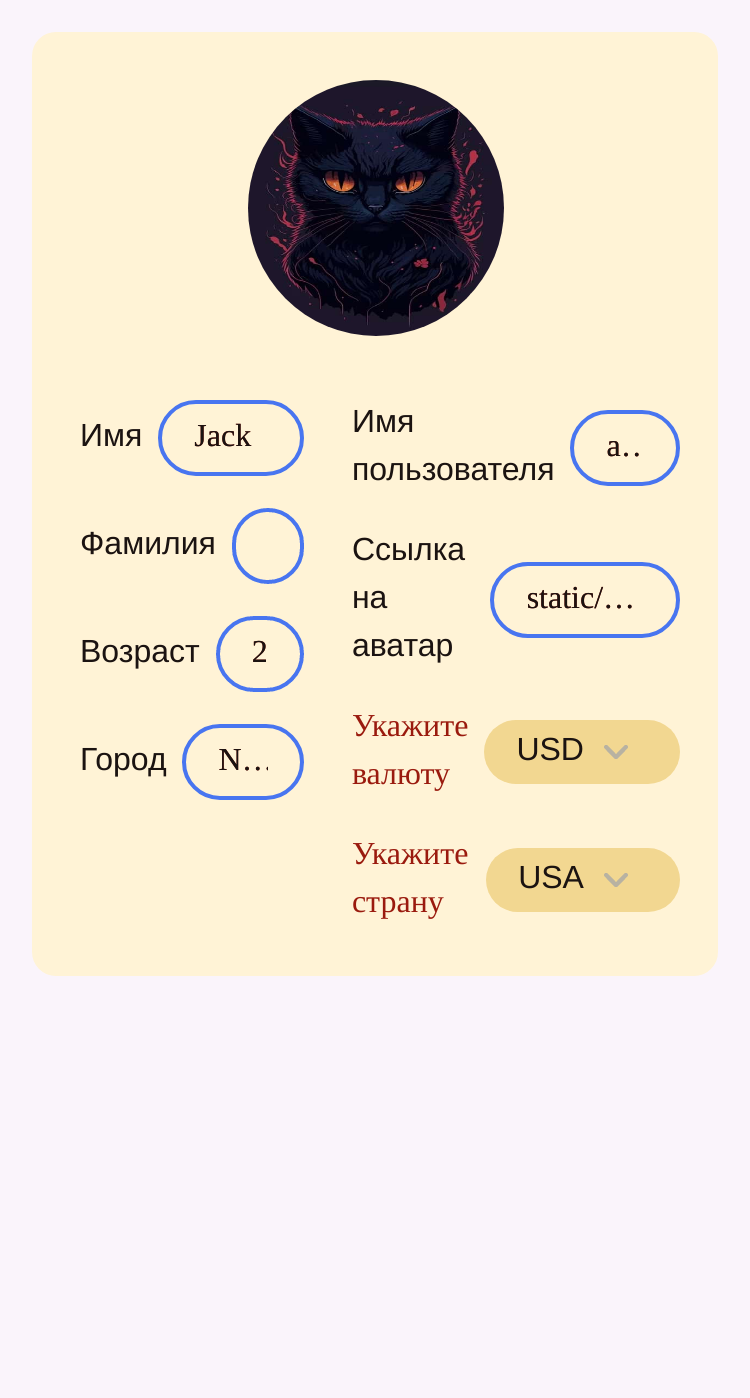 Имя
Jack
Фамилия
Возраст
2
Город
N…
Имя
пользователя
a..
Ссылка
на
аватар
static/…
Укажите
валюту
USD
Укажите
страну
USA